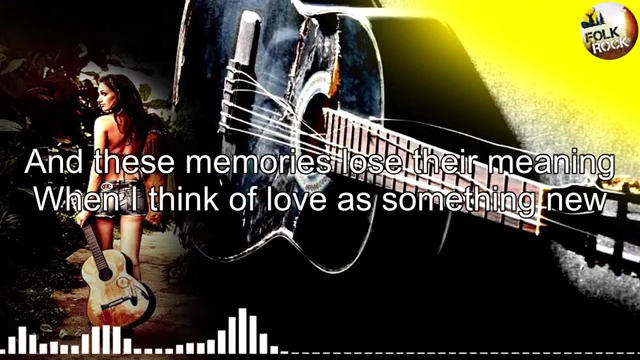 FOLK
ROCK
And these memories lose their meaning
When I think of love as something new